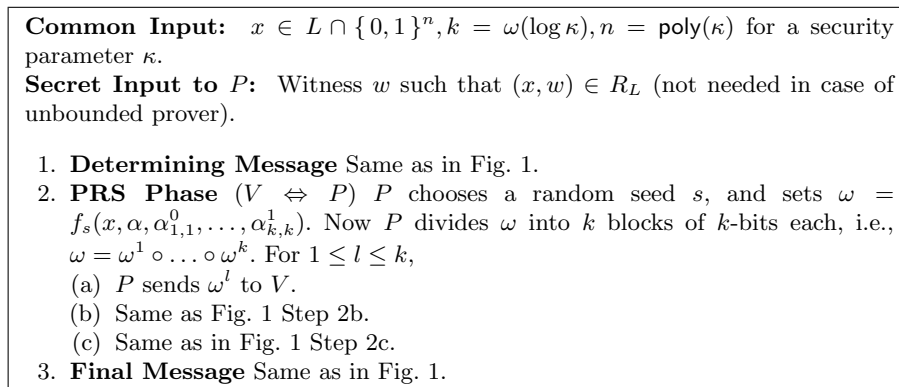 Common Input: x ∈ L ∩ {0, 1}ⁿ, k = ω(log κ), n = poly(κ) for a security
parameter κ.
Secret Input to P: Witness w such that (x, w) ∈ R_L (not needed in case of
unbounded prover).
1. Determining Message Same as in Fig. 1.
2. PRS Phase (V ⇔ P) P chooses a random seed s, and sets ω =
f_s(x, α, α^0_{1,1}, . . . , α^1_{k,k}). Now P divides ω into k blocks of k-bits each, i.e.,
ω = ω^1 ∘ . . . ∘ ω^k. For 1 ≤ l ≤ k,
(a) P sends ω^l to V.
(b) Same as Fig. 1 Step 2b.
(c) Same as in Fig. 1 Step 2c.
3. Final Message Same as in Fig. 1.